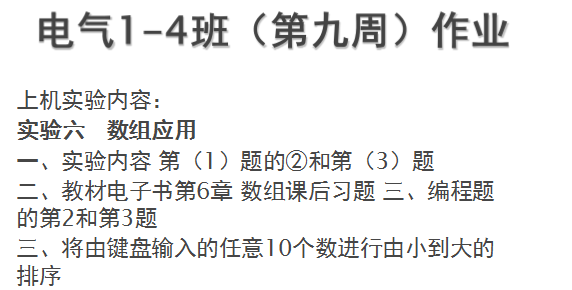 电气1-4班（第九周）作业
上机实验内容：
实验六　数组应用
一、实验内容 第（1）题的②和第（3）题
二、教材电子书第6章 数组课后习题 三、编程题
的第2和第3题
三、将由键盘输入的任意10个数进行由小到大的
排序